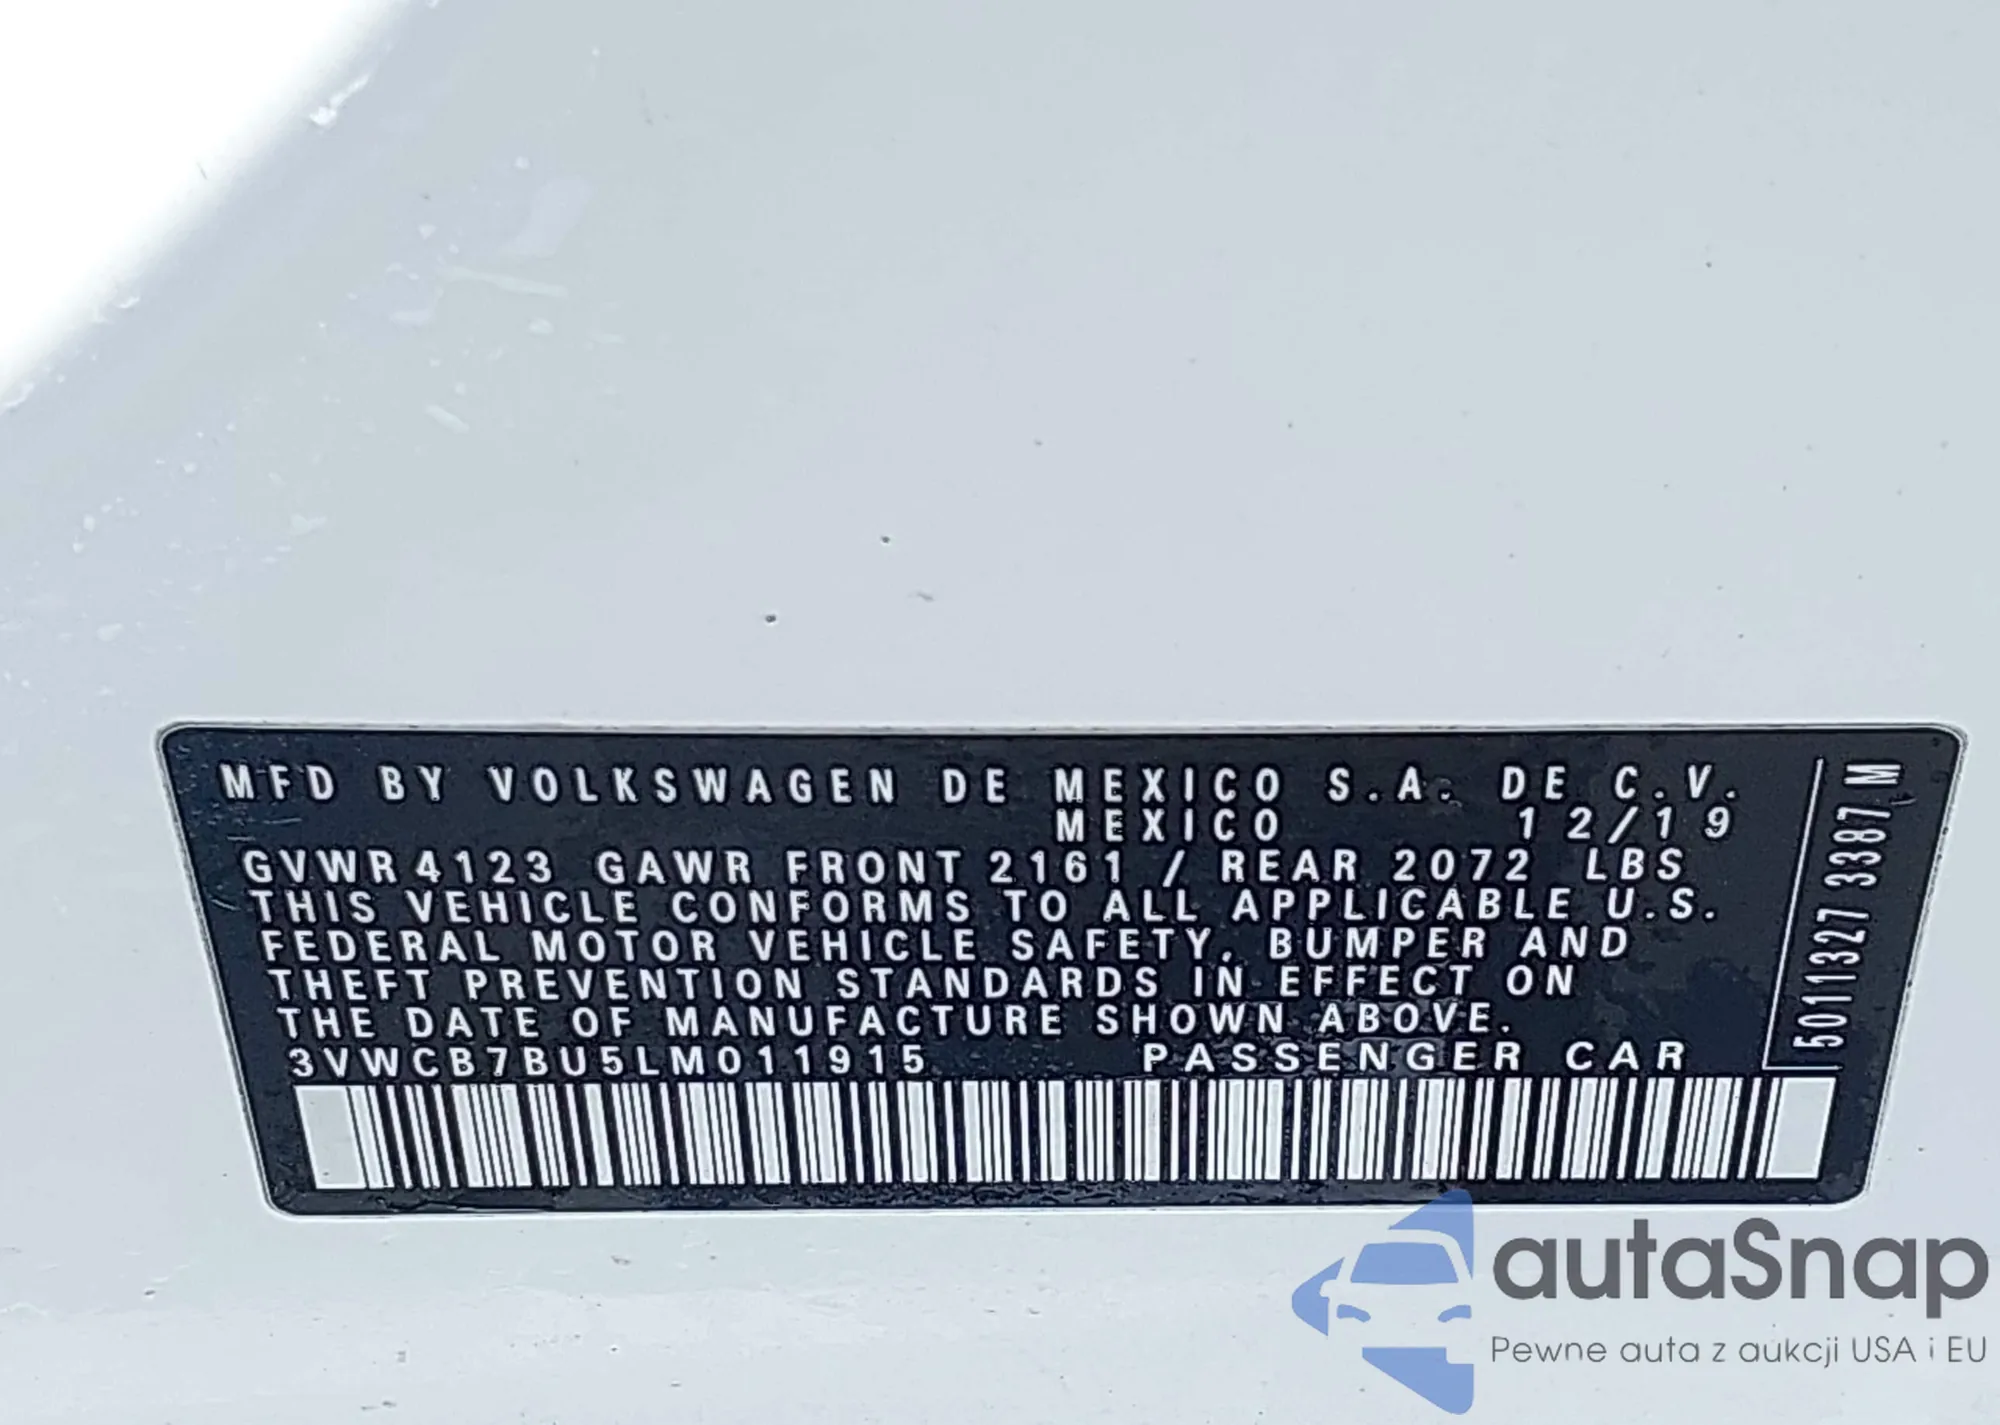 MFD BY VOLKSWAGEN DE MEXICO S.A. DE C.V.
MEXICO 12/19
GVWR 4123 GAWR FRONT 2161 / REAR 2072 LBS
THIS VEHICLE CONFORMS TO ALL APPLICABLE U.S.
FEDERAL MOTOR VEHICLE SAFETY, BUMPER AND
THEFT PREVENTION STANDARDS IN EFFECT ON
THE DATE OF MANUFACTURE SHOWN ABOVE.
3VWCB7BU5LM011915 PASSENGER CAR
5011327 3387 M
autaSnap
Pewne auta z aukcji USA i EU